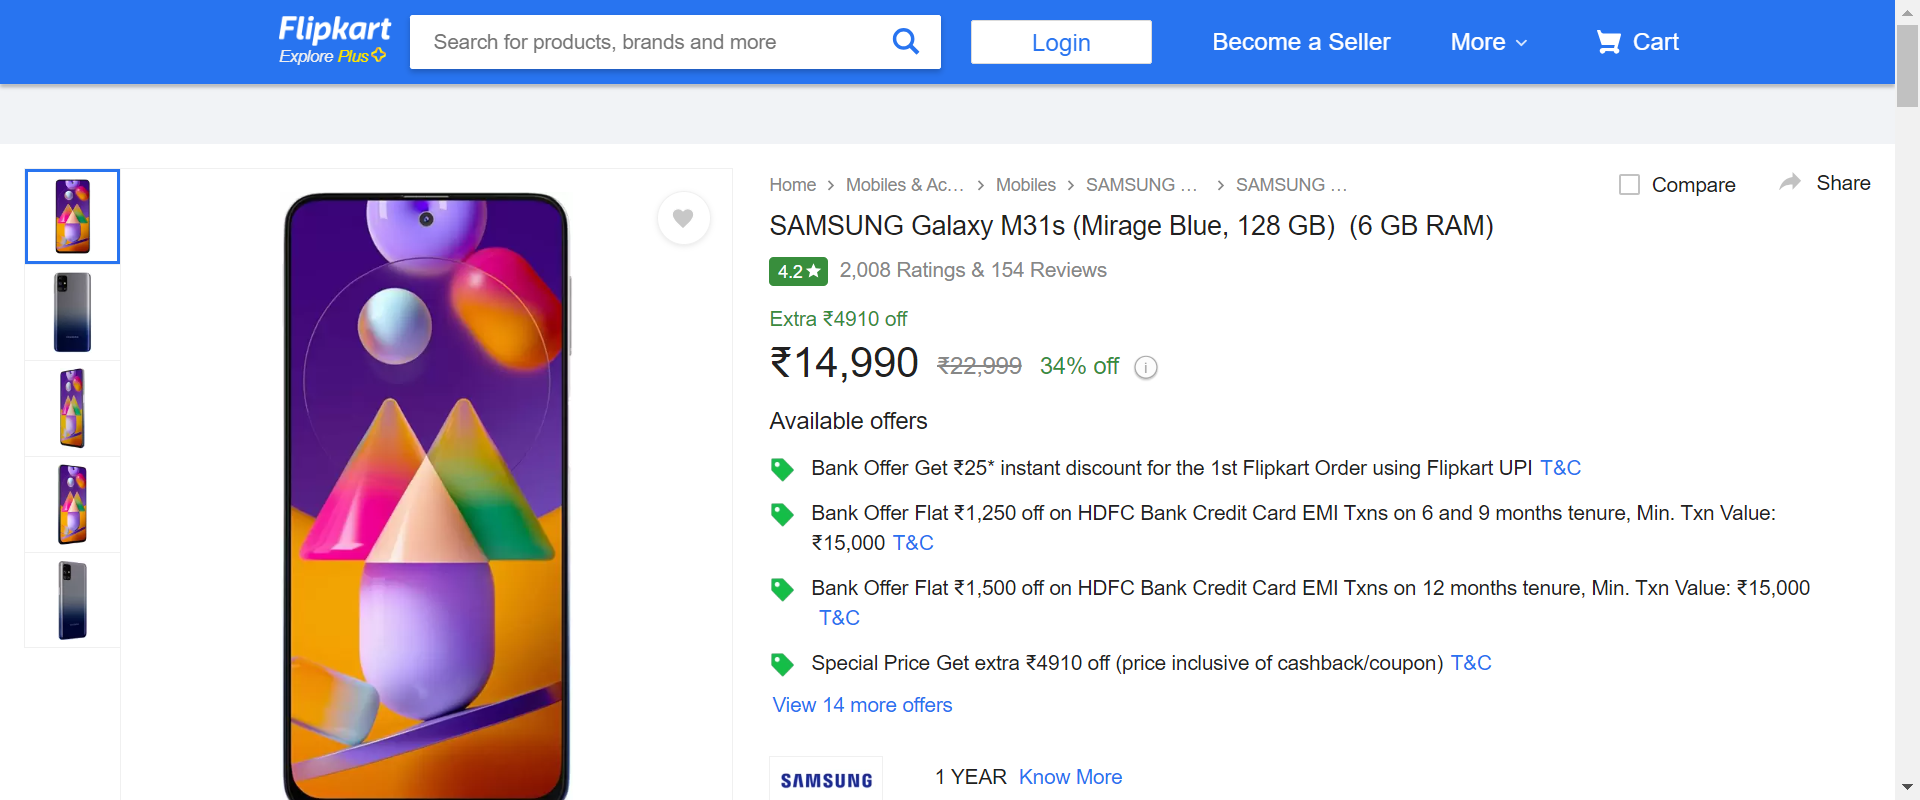 Flipkart
Explore Plus
Search for products, brands and more
Login
Become a Seller
More
Cart
Home
Mobiles & Ac...
Mobiles
SAMSUNG ...
SAMSUNG ...
Compare
Share
SAMSUNG Galaxy M31s (Mirage Blue, 128 GB) (6 GB RAM)
4.2 ★ 2,008 Ratings & 154 Reviews
Extra ₹4910 off
₹14,990 ₹22,999 34% off i
Available offers
Bank Offer Get ₹25* instant discount for the 1st Flipkart Order using Flipkart UPI T&C
Bank Offer Flat ₹1,250 off on HDFC Bank Credit Card EMI Txns on 6 and 9 months tenure, Min. Txn Value:
₹15,000 T&C
Bank Offer Flat ₹1,500 off on HDFC Bank Credit Card EMI Txns on 12 months tenure, Min. Txn Value: ₹15,000
T&C
Special Price Get extra ₹4910 off (price inclusive of cashback/coupon) T&C
View 14 more offers
SAMSUNG
1 YEAR Know More